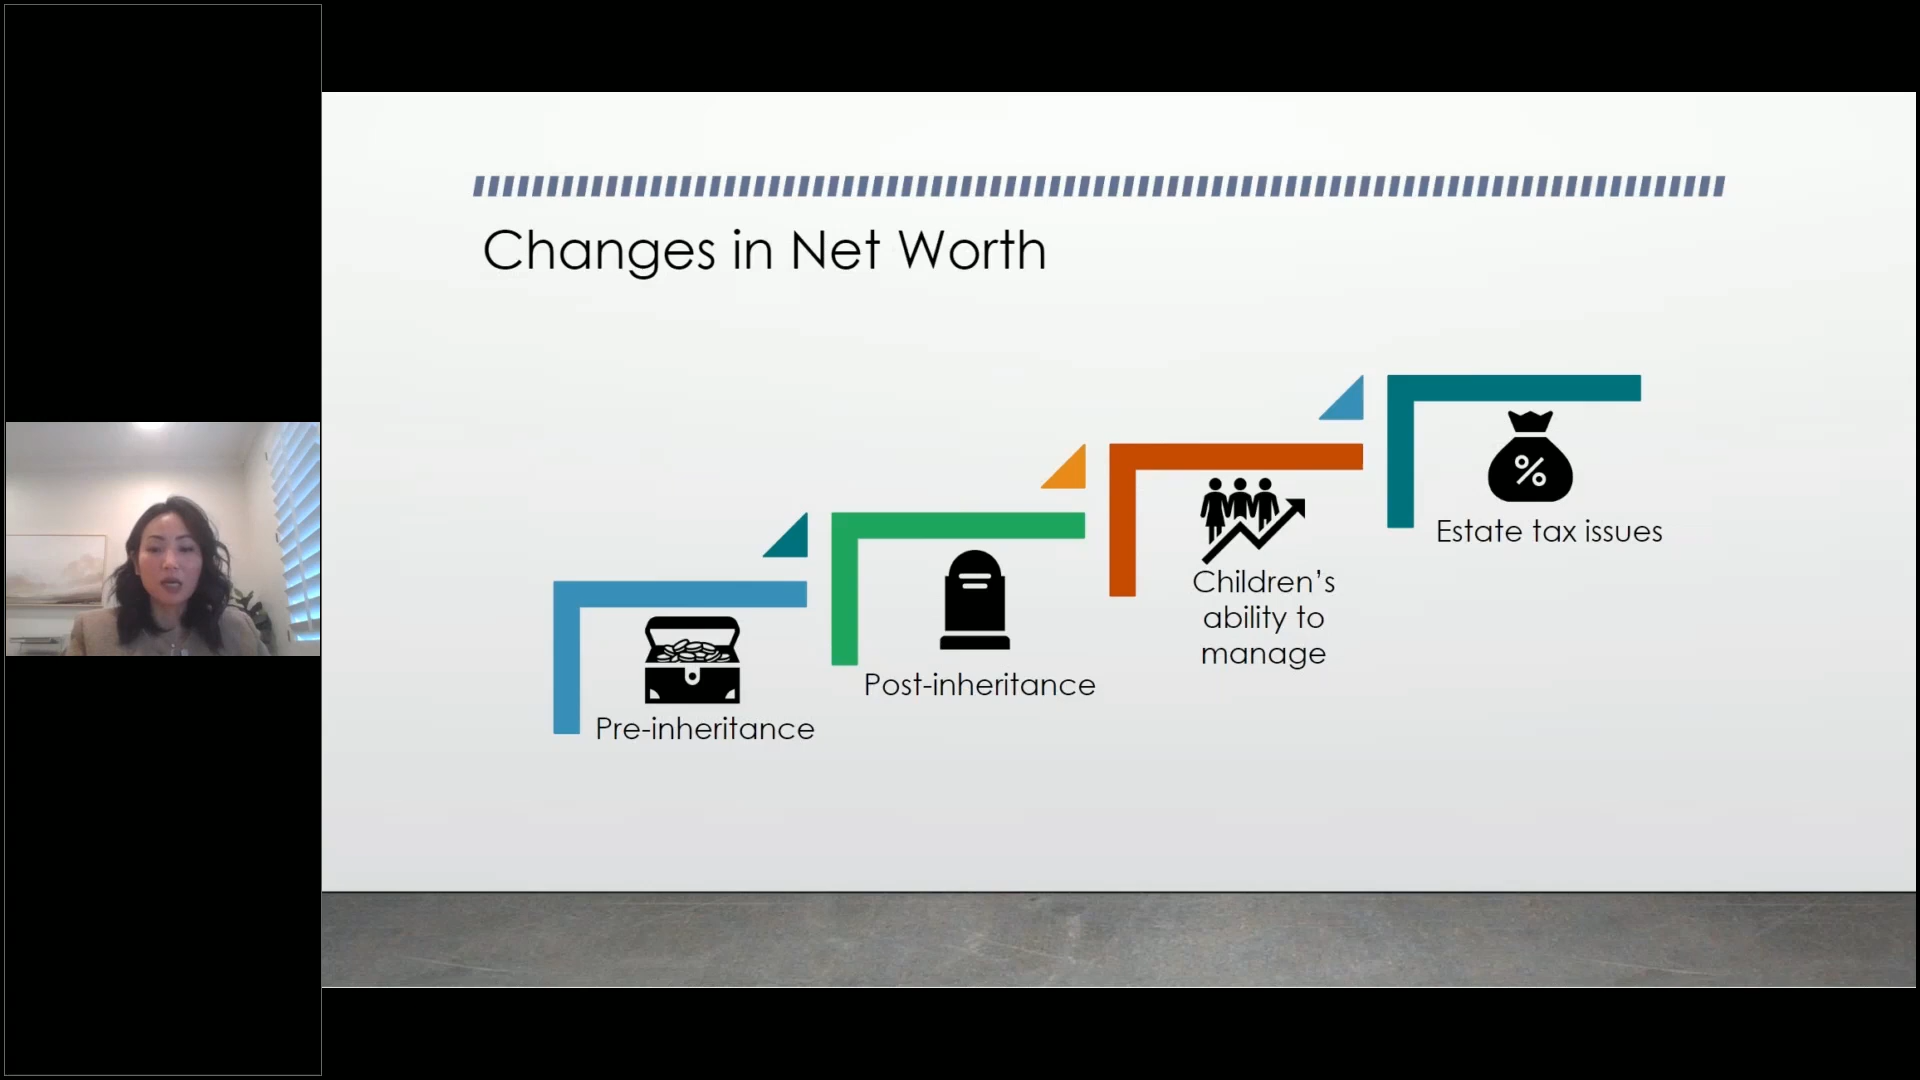 Changes in Net Worth
Pre-inheritance
Post-inheritance
Children's
ability to
manage
%
Estate tax issues